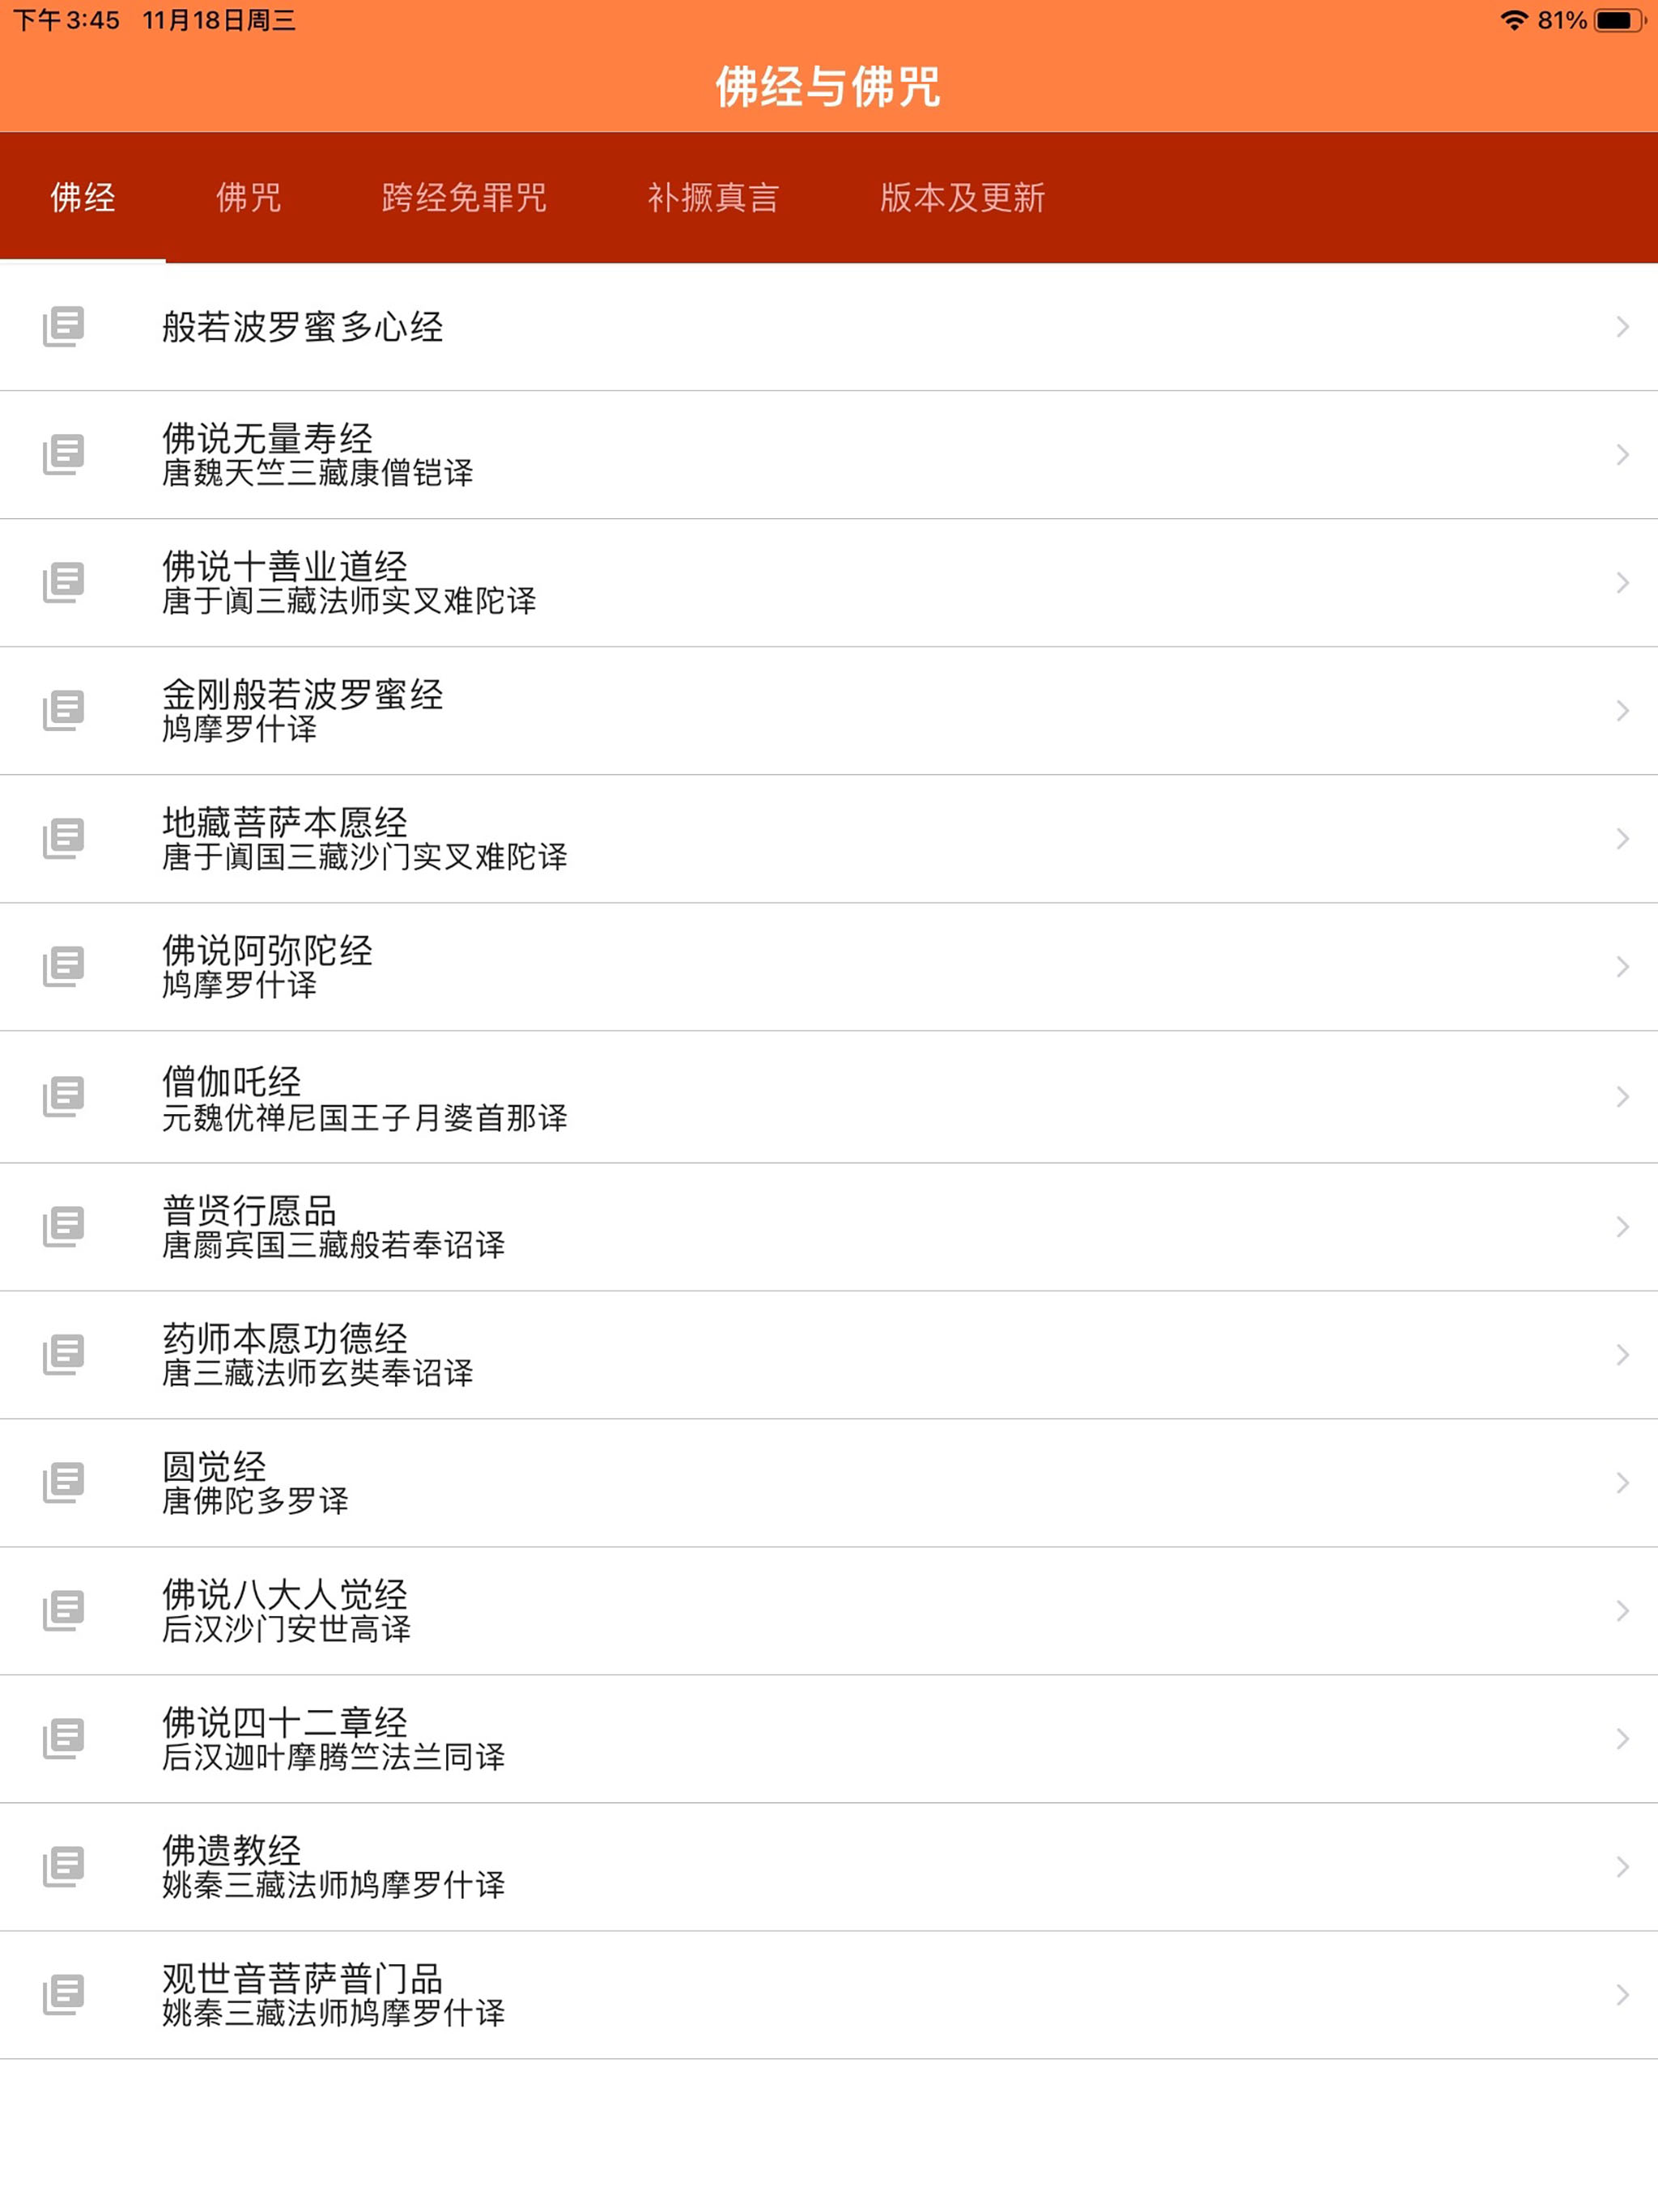 下午3:45 11月18日周三 81%
佛经与佛咒
佛经 佛咒 跨经免罪咒 补撅真言 版本及更新
般若波罗蜜多心经
佛说无量寿经
唐魏天竺三藏康僧铠译
佛说十善业道经
唐于阗三藏法师实叉难陀译
金刚般若波罗蜜经
鸠摩罗什译
地藏菩萨本愿经
唐于阗国三藏沙门实叉难陀译
佛说阿弥陀经
鸠摩罗什译
僧伽吒经
元魏优禅尼国王子月婆首那译
普贤行愿品
唐罽宾国三藏般若奉诏译
药师本愿功德经
唐三藏法师玄奘奉诏译
圆觉经
唐佛陀多罗译
佛说八大人觉经
后汉沙门安世高译
佛说四十二章经
后汉迦叶摩腾竺法兰同译
佛遗教经
姚秦三藏法师鸠摩罗什译
观世音菩萨普门品
姚秦三藏法师鸠摩罗什译